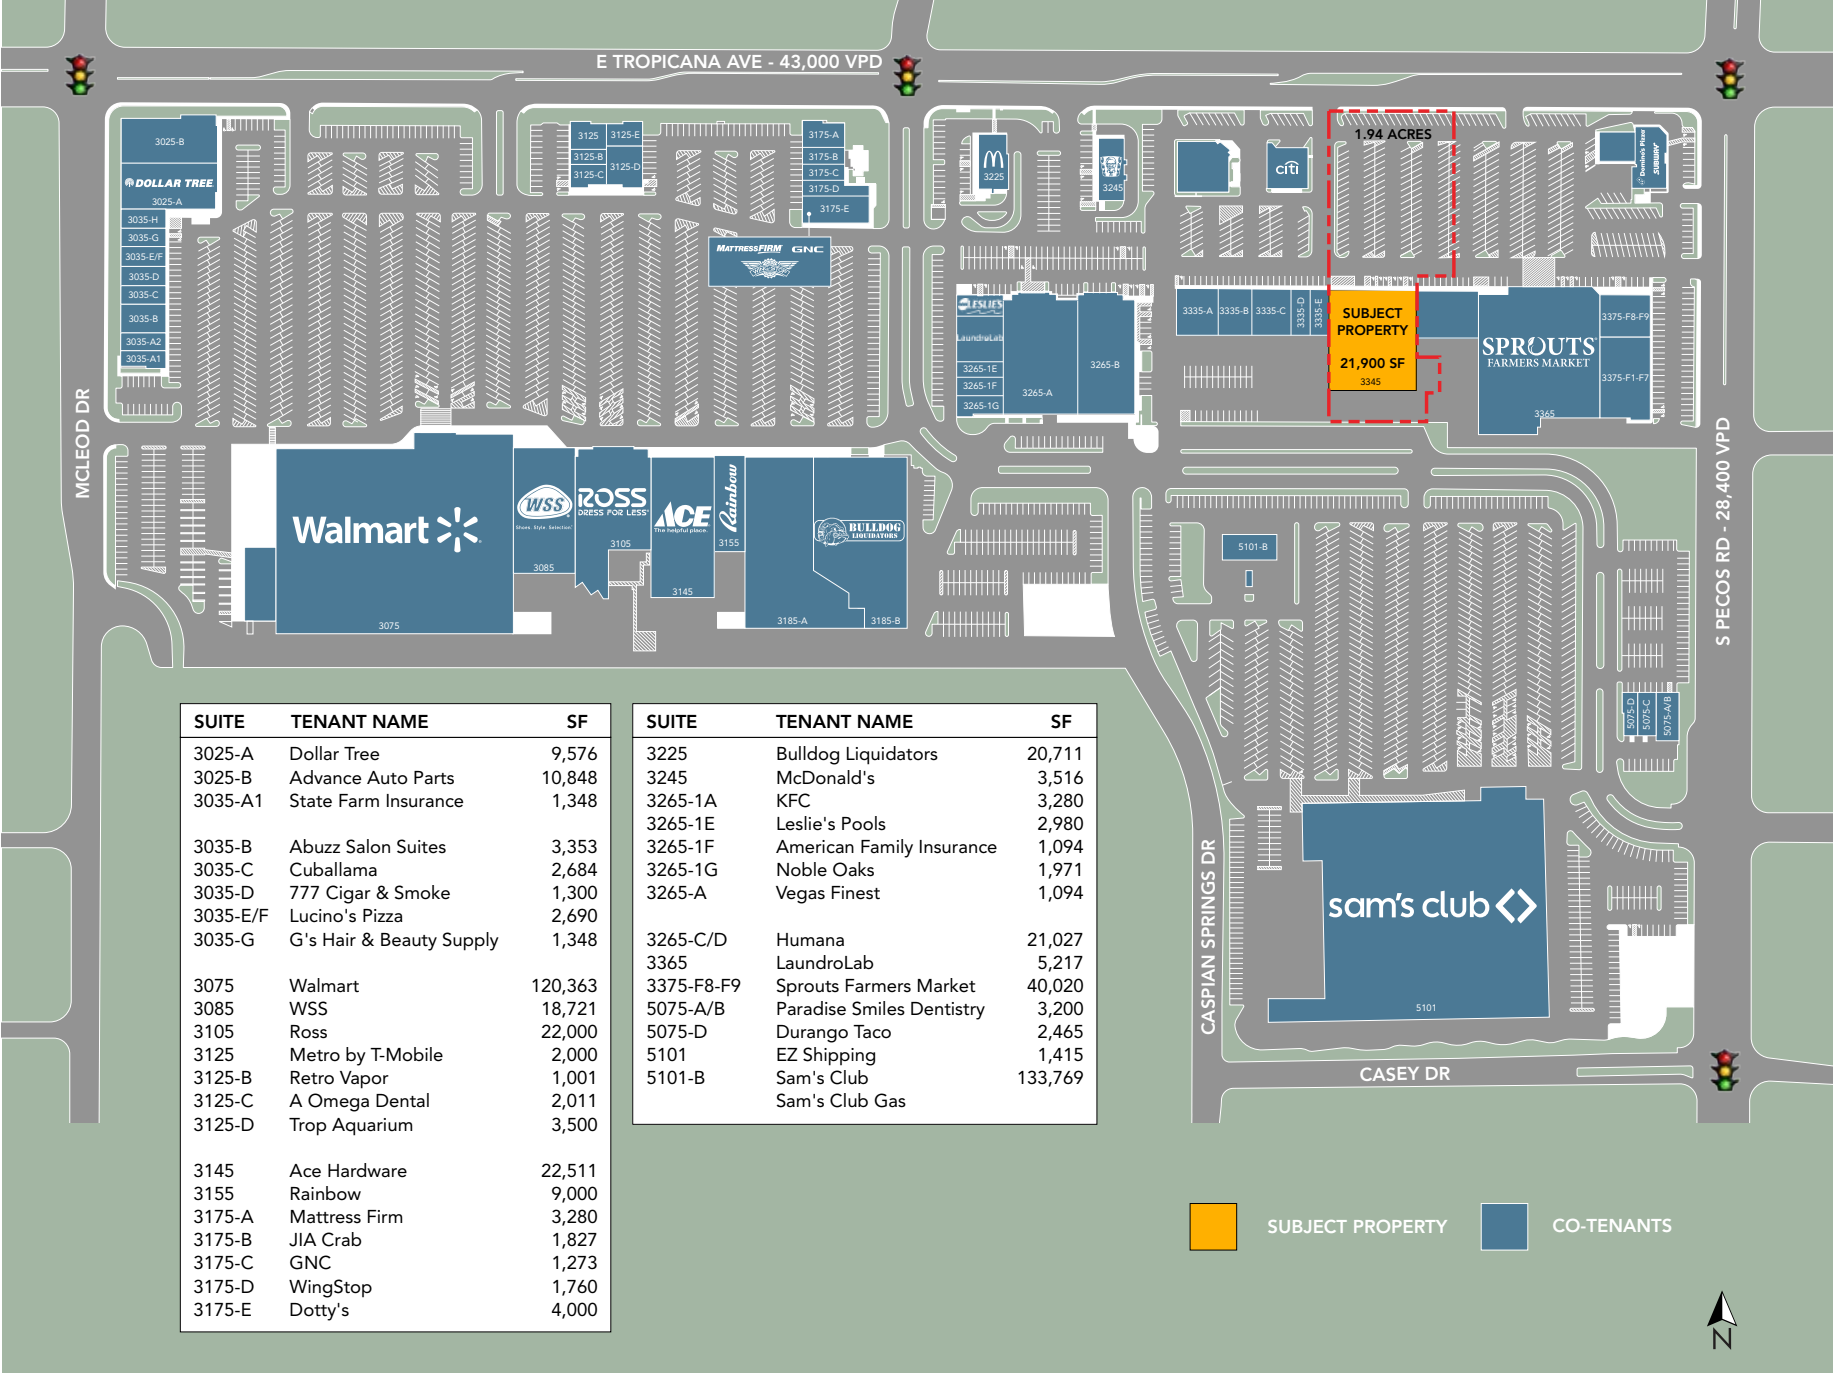 E TROPICANA AVE - 43,000 VPD
MCLEOD DR
S PECOS RD - 28,400 VPD
CASPIAN SPRINGS DR
CASEY DR
3025-B
DOLLAR TREE
3025-A
3035-H
3035-G
3035-E/F
3035-D
3035-C
3035-B
3035-A2
3035-A1
3125
3125-E
3125-B
3125-C
3125-D
3175-A
3175-B
3175-C
3175-D
3175-E
MATTRESSFIRM GNC
WINGSTOP
3225
KFC
3245
citi
1.94 ACRES
Domino's Pizza
SUBWAY
LESLIE'S
LaundroLab
3265-1E
3265-1F
3265-1G
3265-A
3265-B
3335-A
3335-B
3335-C
3335-D
3335-E
SUBJECT
PROPERTY
21,900 SF
3345
SPROUTS
FARMERS MARKET
3365
3375-F8-F9
3375-F1-F7
Walmart
3075
WSS
Shoes. Style. Selection.
3085
ROSS
DRESS FOR LESS
3105
ACE
The helpful place.
3145
Rainbow
3155
BULLDOG
LIQUIDATORS
3185-A
3185-B
5101-B
5075-D
5075-C
5075-A/B
sam's club
5101
SUITE TENANT NAME SF
3025-A Dollar Tree 9,576
3025-B Advance Auto Parts 10,848
3035-A1 State Farm Insurance 1,348
3035-B Abuzz Salon Suites 3,353
3035-C Cuballama 2,684
3035-D 777 Cigar & Smoke 1,300
3035-E/F Lucino's Pizza 2,690
3035-G G's Hair & Beauty Supply 1,348
3075 Walmart 120,363
3085 WSS 18,721
3105 Ross 22,000
3125 Metro by T-Mobile 2,000
3125-B Retro Vapor 1,001
3125-C A Omega Dental 2,011
3125-D Trop Aquarium 3,500
3145 Ace Hardware 22,511
3155 Rainbow 9,000
3175-A Mattress Firm 3,280
3175-B JIA Crab 1,827
3175-C GNC 1,273
3175-D WingStop 1,760
3175-E Dotty's 4,000
SUITE TENANT NAME SF
3225 Bulldog Liquidators 20,711
3245 McDonald's 3,516
3265-1A KFC 3,280
3265-1E Leslie's Pools 2,980
3265-1F American Family Insurance 1,094
3265-1G Noble Oaks 1,971
3265-A Vegas Finest 1,094
3265-C/D Humana 21,027
3365 LaundroLab 5,217
3375-F8-F9 Sprouts Farmers Market 40,020
5075-A/B Paradise Smiles Dentistry 3,200
5075-D Durango Taco 2,465
5101 EZ Shipping 1,415
5101-B Sam's Club 133,769
Sam's Club Gas
SUBJECT PROPERTY
CO-TENANTS
N